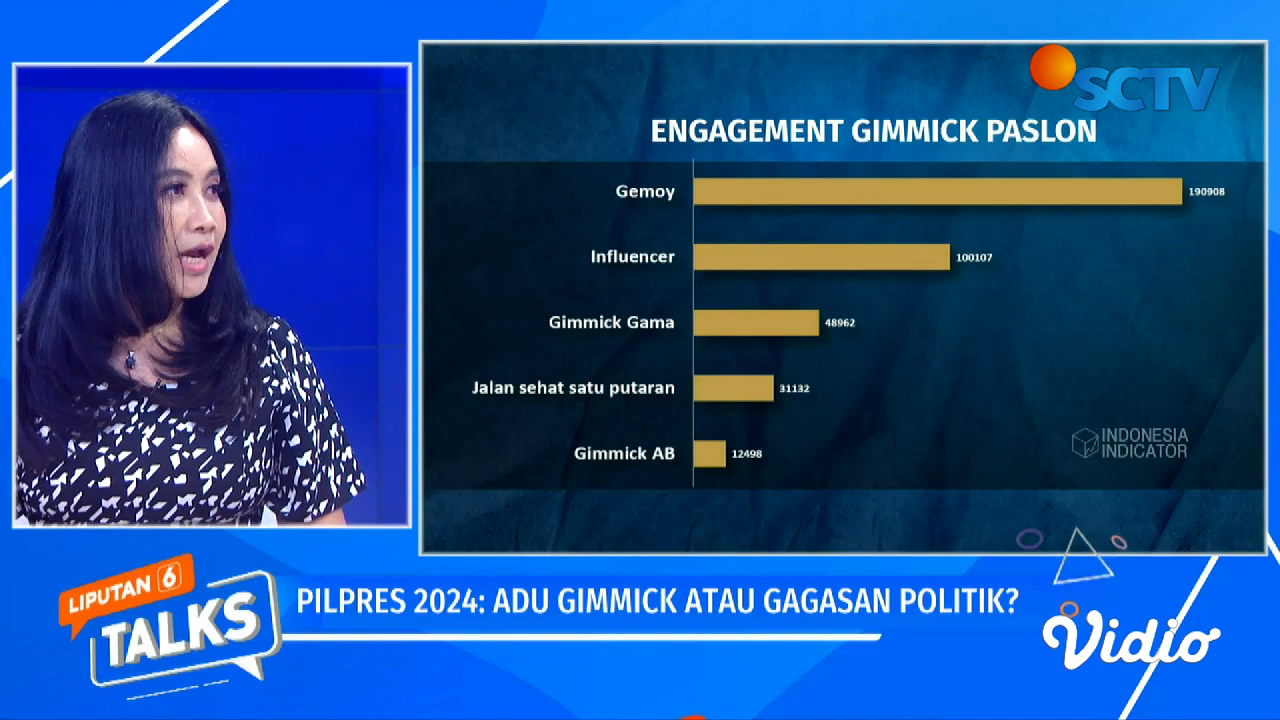 SCTV
ENGAGEMENT GIMMICK PASLON
Gemoy 190908
Influencer 100107
Gimmick Gama 48962
Jalan sehat satu putaran 31132
Gimmick AB 12498
INDONESIA
INDICATOR
LIPUTAN 6
TALKS
PILPRES 2024: ADU GIMMICK ATAU GAGASAN POLITIK?
Vidio